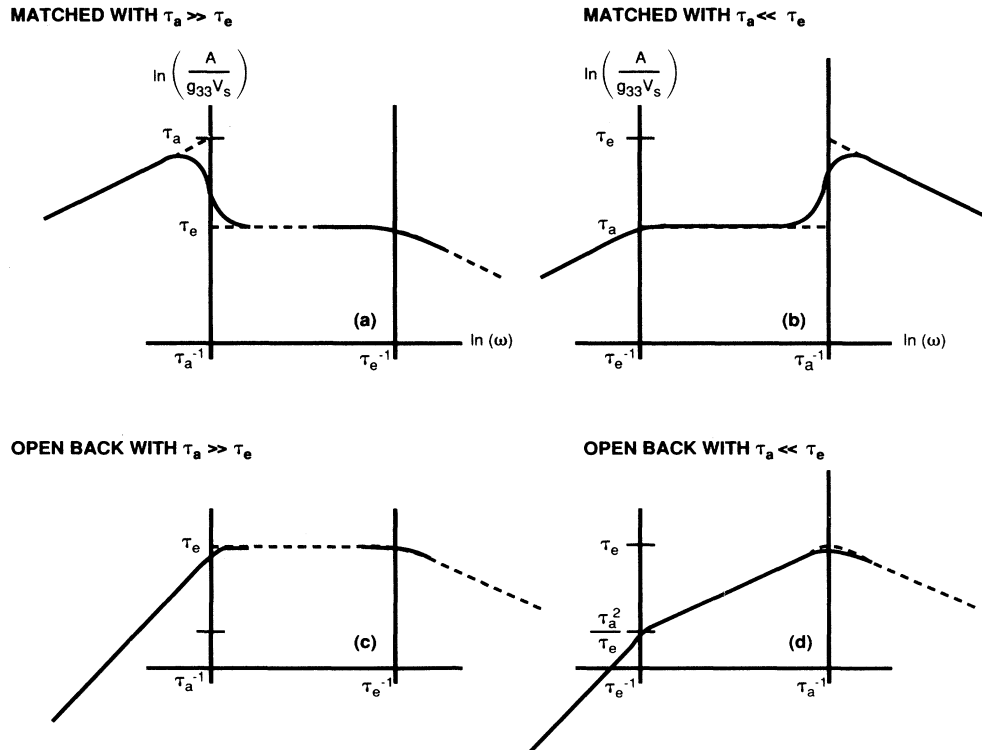 MATCHED WITH τa >> τe
ln ( A / g33Vs )
τa
τe
(a)
ln (ω)
τa⁻¹
τe⁻¹
MATCHED WITH τa << τe
ln ( A / g33Vs )
τe
τa
(b)
ln (ω)
τe⁻¹
τa⁻¹
OPEN BACK WITH τa >> τe
τe
(c)
τa⁻¹
τe⁻¹
OPEN BACK WITH τa << τe
τe
τa² / τe
(d)
τe⁻¹
τa⁻¹